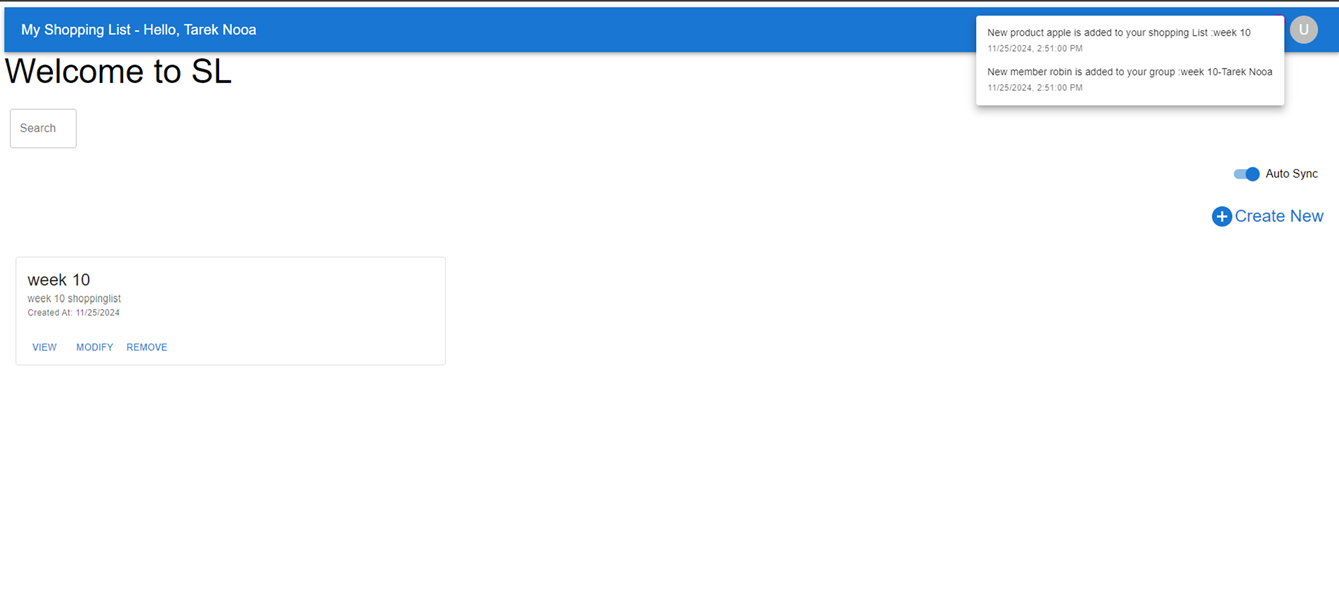 My Shopping List - Hello, Tarek Nooa
U
New product apple is added to your shopping List :week 10
11/25/2024, 2:51:00 PM
New member robin is added to your group :week 10-Tarek Nooa
11/25/2024, 2:51:00 PM
Welcome to SL
Search
Auto Sync
Create New
week 10
week 10 shoppinglist
Created At: 11/25/2024
VIEW MODIFY REMOVE